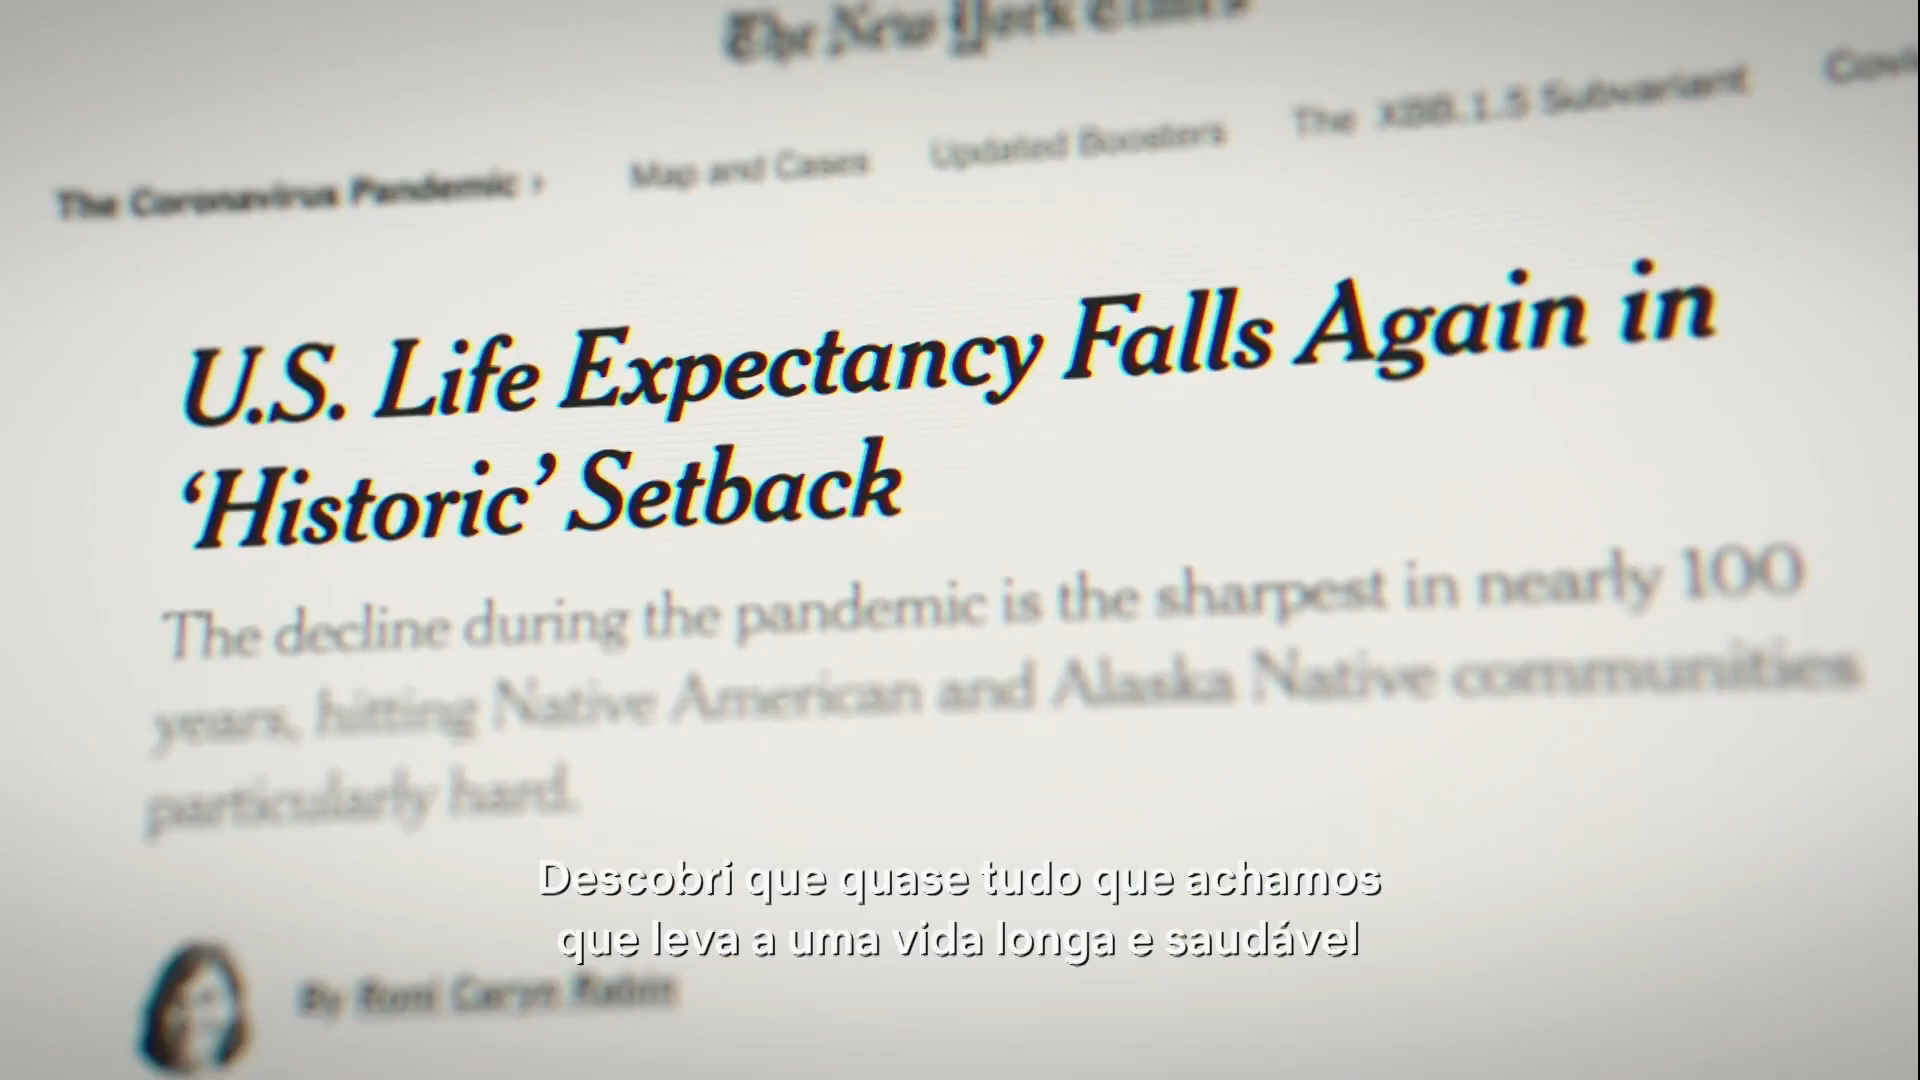 The New York Times
The Coronavirus Pandemic › Map and Cases Updated Boosters The XBB.1.5 Subvariant
U.S. Life Expectancy Falls Again in
‘Historic’ Setback
The decline during the pandemic is the sharpest in nearly 100
years, hitting Native American and Alaska Native communities
particularly hard.
Descobri que quase tudo que achamos
que leva a uma vida longa e saudável
By Roni Caryn Rabin